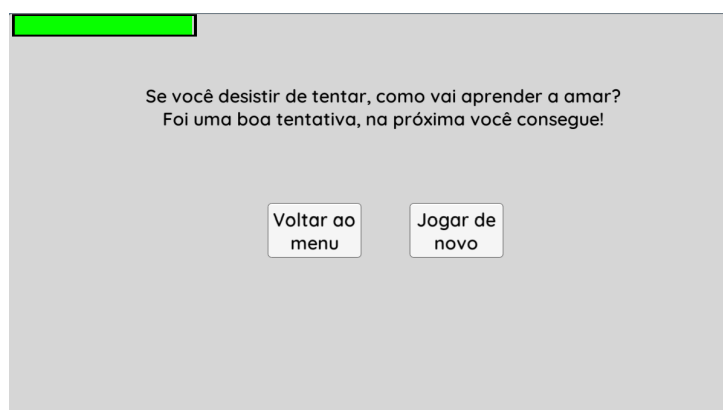 Se você desistir de tentar, como vai aprender a amar?
Foi uma boa tentativa, na próxima você consegue!
Voltar ao
menu
Jogar de
novo